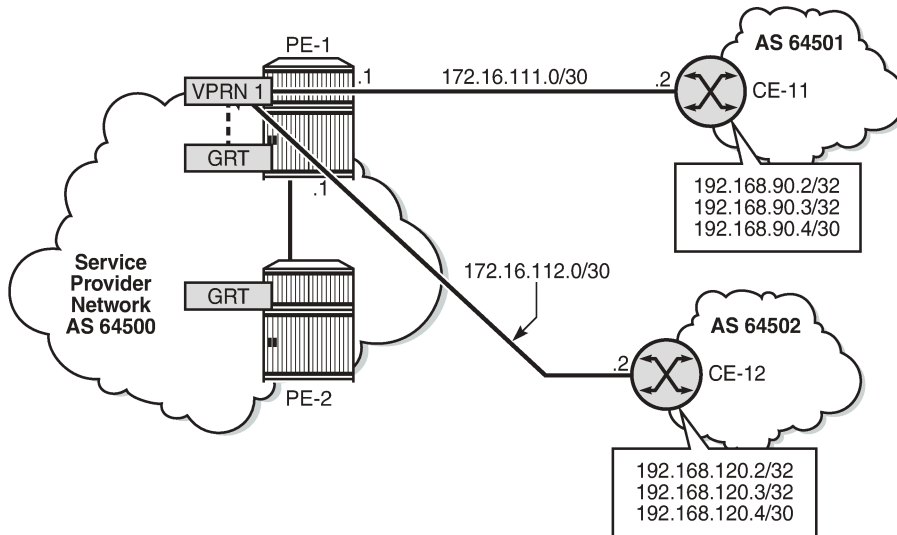 PE-1
AS 64501
VPRN 1
.1
172.16.111.0/30
.2
CE-11
GRT
.1
192.168.90.2/32
192.168.90.3/32
192.168.90.4/30
Service
Provider
Network
AS 64500
GRT
172.16.112.0/30
AS 64502
.2
CE-12
PE-2
192.168.120.2/32
192.168.120.3/32
192.168.120.4/30